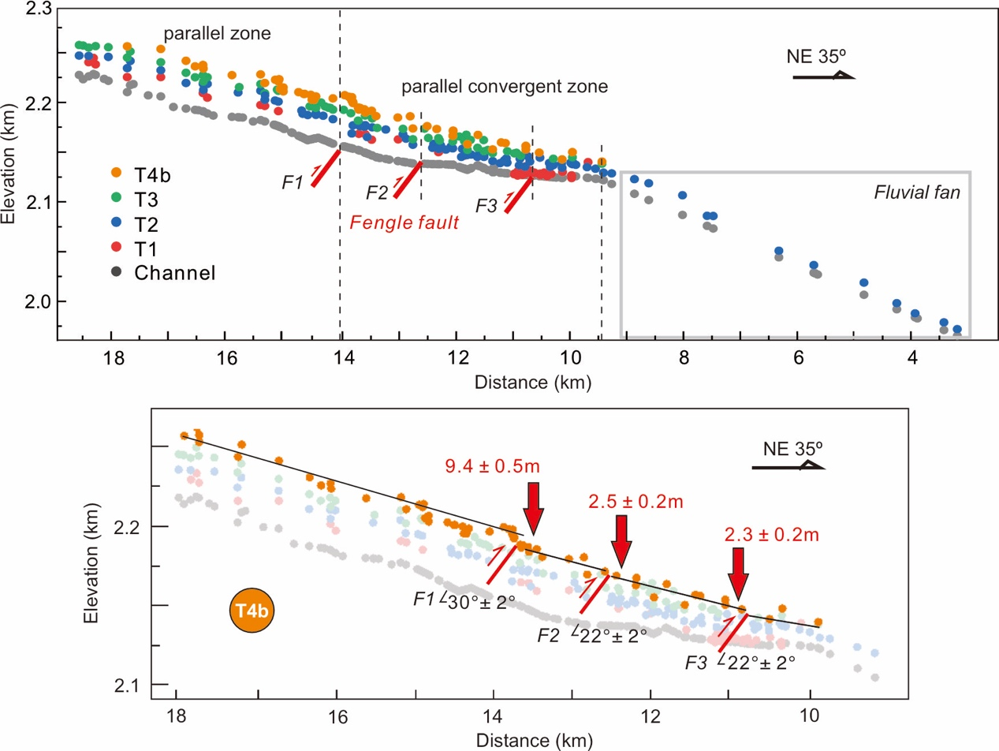 2.3
parallel zone
NE 35º
parallel convergent zone
2.2
Elevation (km)
T4b
T3
T2
T1
Channel
F1
F2
F3
Fengle fault
Fluvial fan
2.1
2.0
1.9
18 16 14 12 10 8 6 4
Distance (km)
9.4 ± 0.5m
NE 35º
2.5 ± 0.2m
2.3 ± 0.2m
2.2
Elevation (km)
T4b
F1 ∠30°± 2°
F2 ∠22°± 2°
F3 ∠22°± 2°
2.1
18 16 14 12 10
Distance (km)